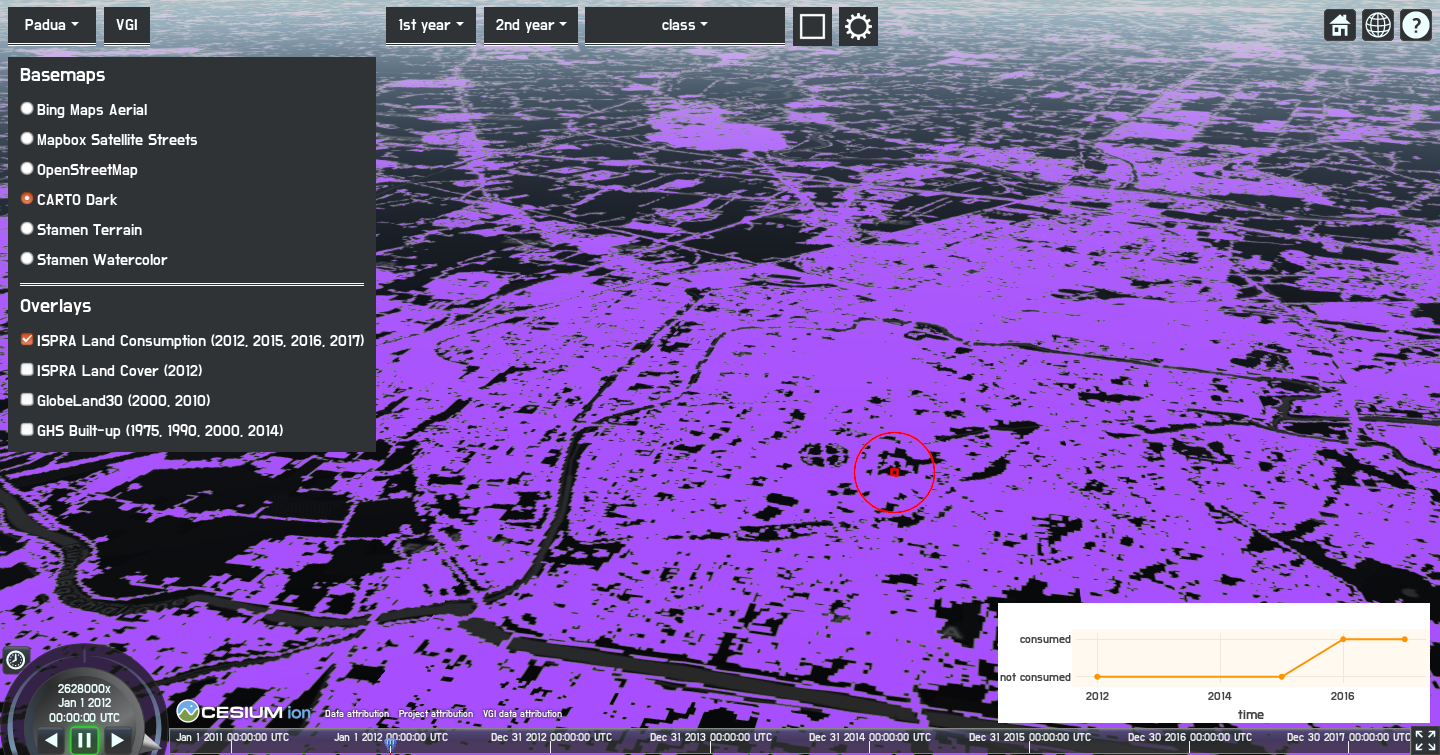 Padua
VGI
1st year
2nd year
class
?
Basemaps
Bing Maps Aerial
Mapbox Satellite Streets
OpenStreetMap
CARTO Dark
Stamen Terrain
Stamen Watercolor
Overlays
ISPRA Land Consumption (2012, 2015, 2016, 2017)
ISPRA Land Cover (2012)
GlobeLand30 (2000, 2010)
GHS Built-up (1975, 1990, 2000, 2014)
consumed
not consumed
2012
2014
2016
time
2628000x
Jan 1 2012
00:00:00 UTC
CESIUM ion
Data attribution
Project attribution
VGI data attribution
Jan 1 2011 00:00:00 UTC
Jan 1 2012 00:00:00 UTC
Dec 31 2012 00:00:00 UTC
Dec 31 2013 00:00:00 UTC
Dec 31 2014 00:00:00 UTC
Dec 31 2015 00:00:00 UTC
Dec 30 2016 00:00:00 UTC
Dec 30 2017 00:00:00 UTC